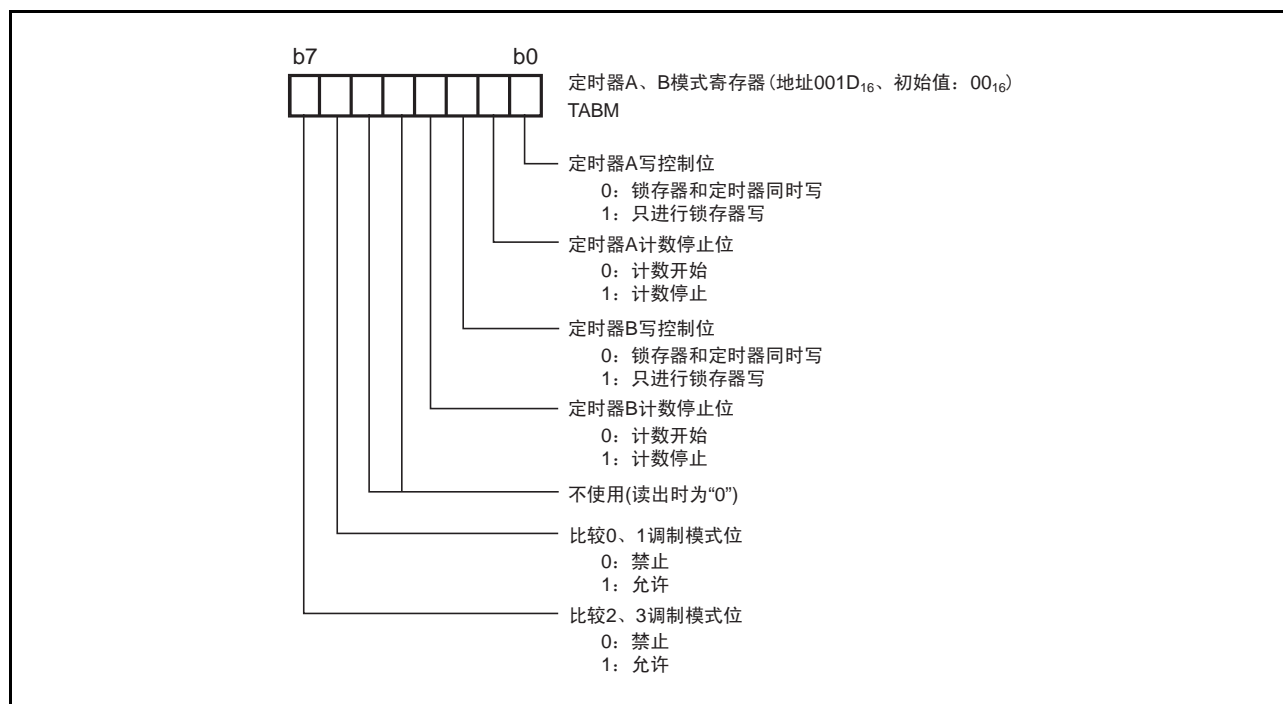 b7 b0
定时器A、B模式寄存器(地址001D₁₆、初始值：00₁₆)
TABM
定时器A写控制位
0：锁存器和定时器同时写
1：只进行锁存器写
定时器A计数停止位
0：计数开始
1：计数停止
定时器B写控制位
0：锁存器和定时器同时写
1：只进行锁存器写
定时器B计数停止位
0：计数开始
1：计数停止
不使用(读出时为“0”)
比较0、1调制模式位
0：禁止
1：允许
比较2、3调制模式位
0：禁止
1：允许